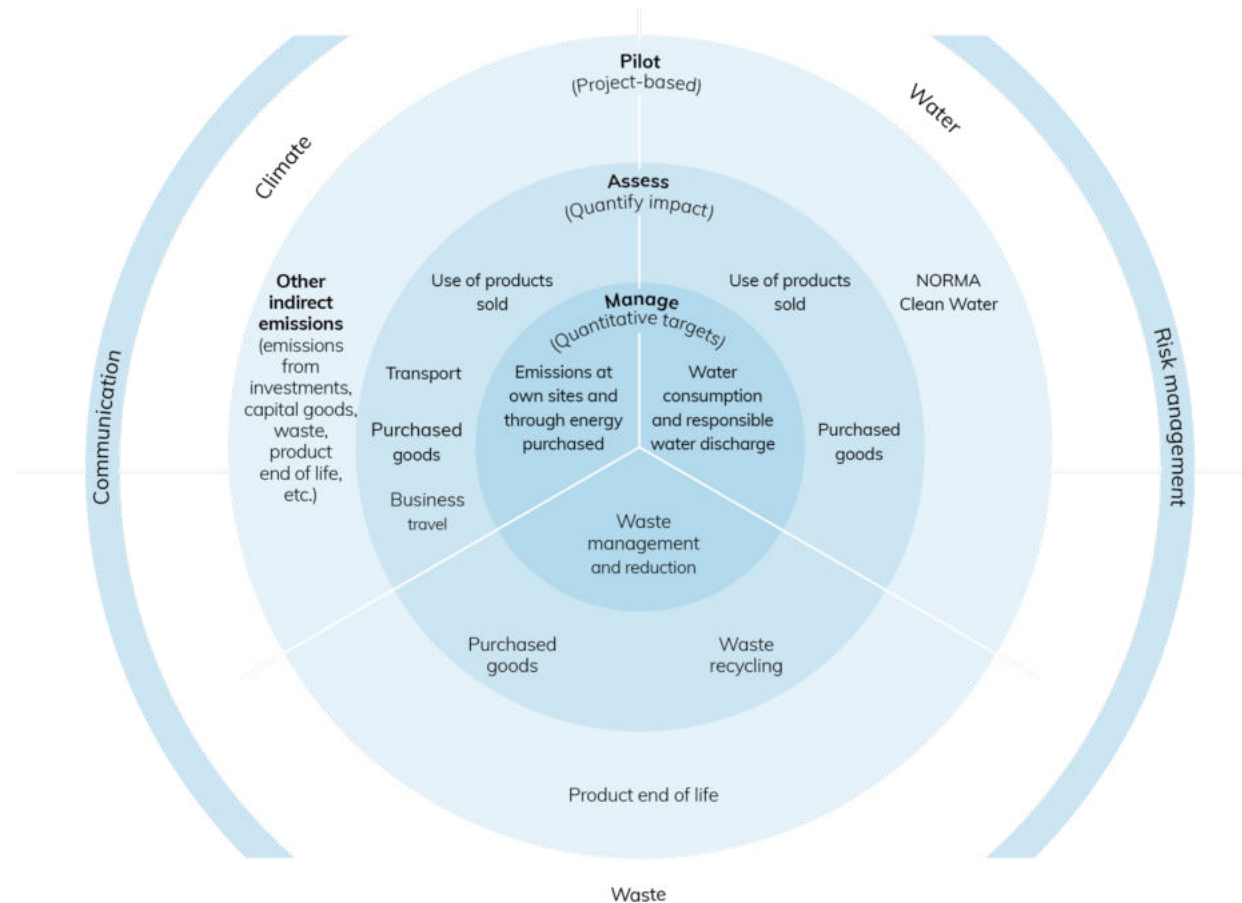 Pilot
(Project-based)
Climate
Water
Assess
(Quantify impact)
Other
indirect
emissions
(emissions
from
investments,
capital goods,
waste,
product
end of life,
etc.)
Use of products
sold
Transport
Purchased
goods
Business
travel
Manage
(Quantitative targets)
Emissions at
own sites and
through energy
purchased
Water
consumption
and responsible
water discharge
Use of products
sold
Purchased
goods
NORMA
Clean Water
Communication
Risk management
Waste
management
and reduction
Purchased
goods
Waste
recycling
Product end of life
Waste